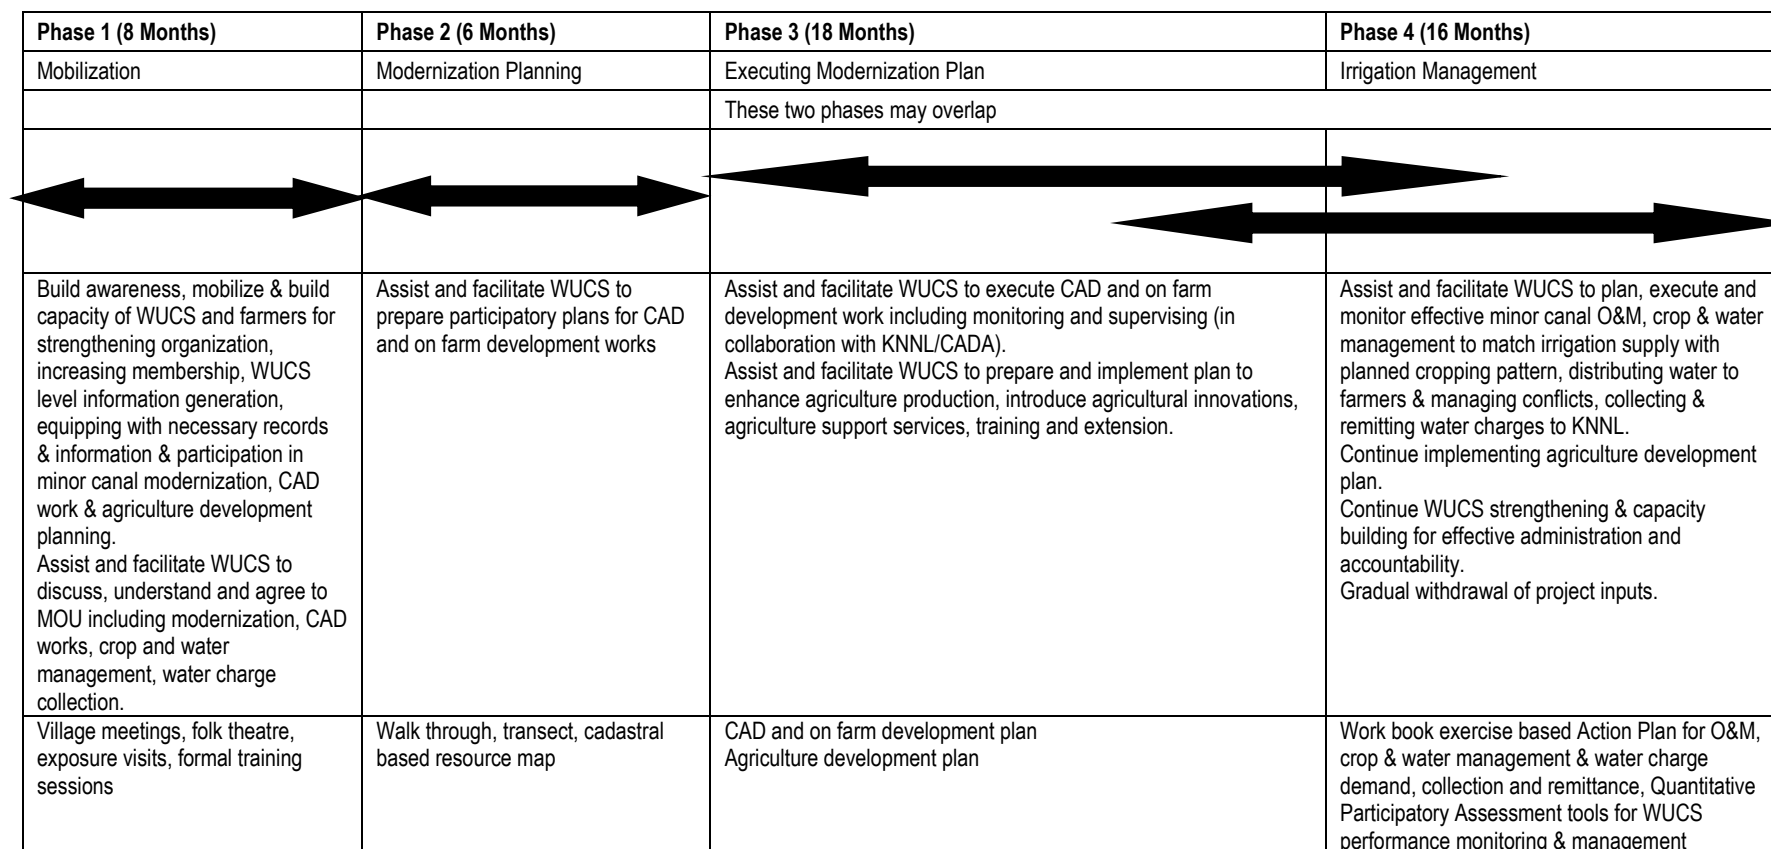 Phase 1 (8 Months)
Phase 2 (6 Months)
Phase 3 (18 Months)
Phase 4 (16 Months)
Mobilization
Modernization Planning
Executing Modernization Plan
Irrigation Management
These two phases may overlap
Build awareness, mobilize & build
capacity of WUCS and farmers for
strengthening organization,
increasing membership, WUCS
level information generation,
equipping with necessary records
& information & participation in
minor canal modernization, CAD
work & agriculture development
planning.
Assist and facilitate WUCS to
discuss, understand and agree to
MOU including modernization, CAD
works, crop and water
management, water charge
collection.
Assist and facilitate WUCS to
prepare participatory plans for CAD
and on farm development works
Assist and facilitate WUCS to execute CAD and on farm
development work including monitoring and supervising (in
collaboration with KNNL/CADA).
Assist and facilitate WUCS to prepare and implement plan to
enhance agriculture production, introduce agricultural innovations,
agriculture support services, training and extension.
Assist and facilitate WUCS to plan, execute and
monitor effective minor canal O&M, crop & water
management to match irrigation supply with
planned cropping pattern, distributing water to
farmers & managing conflicts, collecting &
remitting water charges to KNNL.
Continue implementing agriculture development
plan.
Continue WUCS strengthening & capacity
building for effective administration and
accountability.
Gradual withdrawal of project inputs.
Village meetings, folk theatre,
exposure visits, formal training
sessions
Walk through, transect, cadastral
based resource map
CAD and on farm development plan
Agriculture development plan
Work book exercise based Action Plan for O&M,
crop & water management & water charge
demand, collection and remittance, Quantitative
Participatory Assessment tools for WUCS
performance monitoring & management